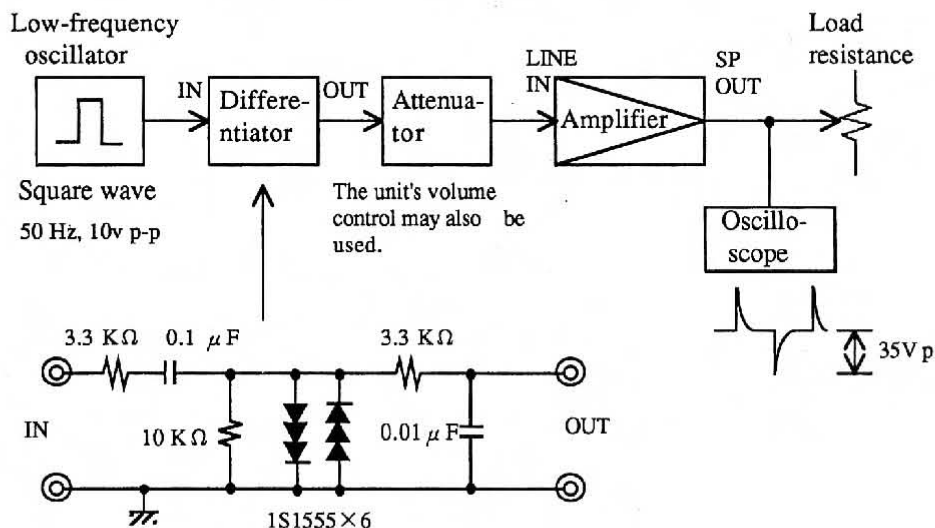 Low-frequency
oscillator
IN
Differe-
ntiator
OUT
Attenua-
tor
LINE
IN
Amplifier
SP
OUT
Load
resistance
Square wave
50 Hz, 10v p-p
The unit's volume
control may also be
used.
Oscillo-
scope
35V p
3.3 KΩ
0.1 μF
3.3 KΩ
IN
10 KΩ
0.01 μF
OUT
1S1555×6